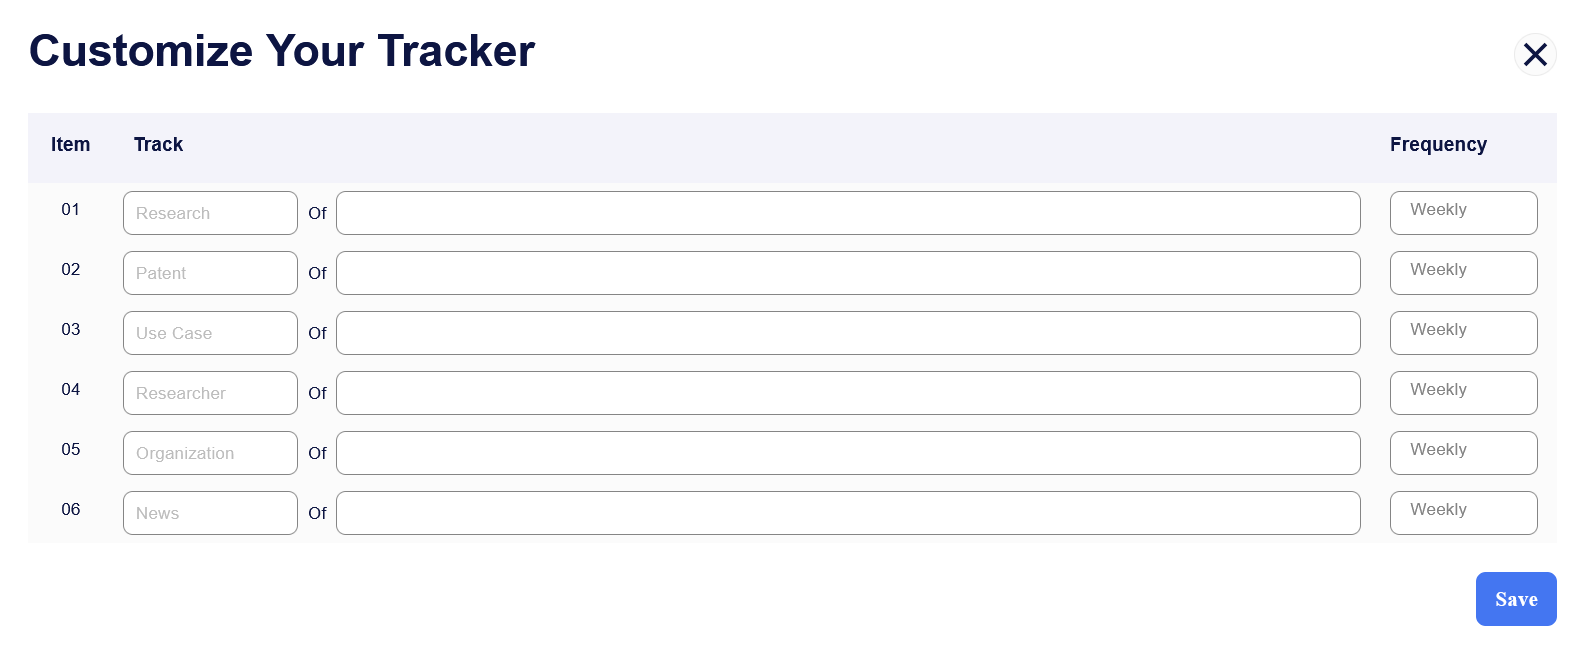 Customize Your Tracker
Item Track Frequency
01 Research Of Weekly
02 Patent Of Weekly
03 Use Case Of Weekly
04 Researcher Of Weekly
05 Organization Of Weekly
06 News Of Weekly
Save